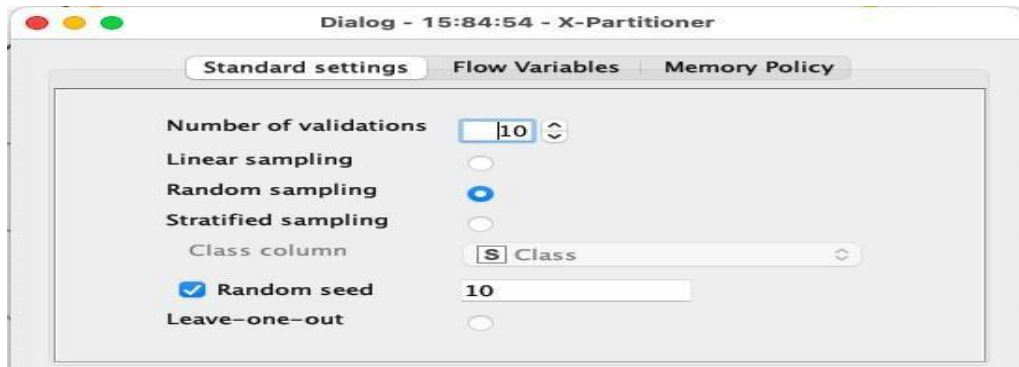 Dialog - 15:84:54 - X-Partitioner
Standard settings Flow Variables Memory Policy
Number of validations 10
Linear sampling
Random sampling
Stratified sampling
Class column S Class
Random seed 10
Leave-one-out